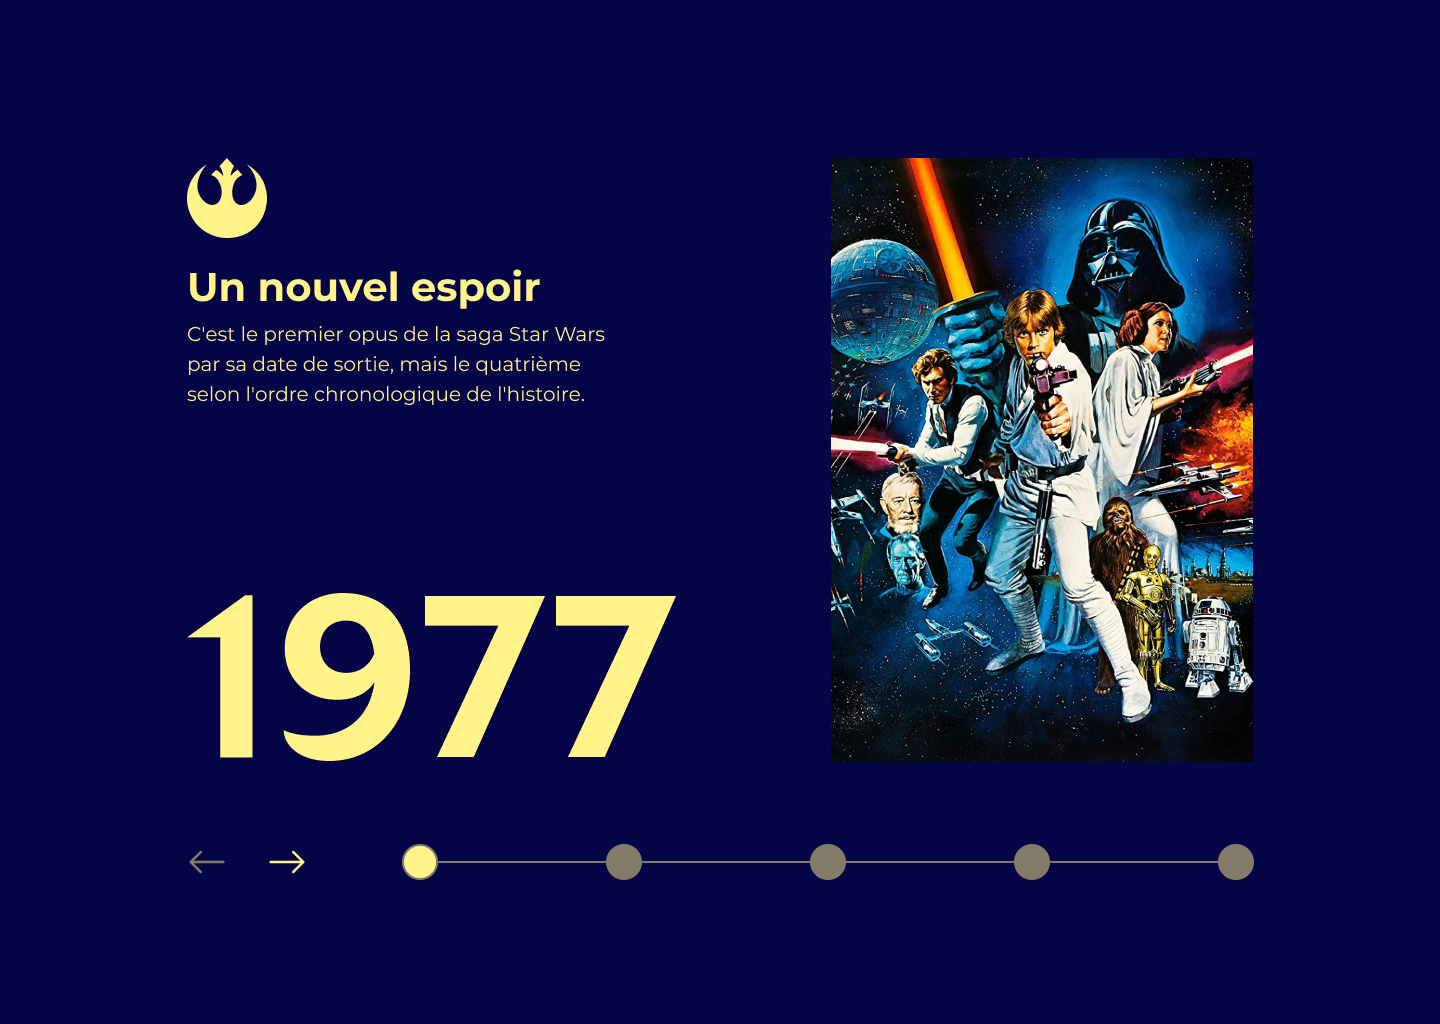 Un nouvel espoir
C'est le premier opus de la saga Star Wars
par sa date de sortie, mais le quatrième
selon l'ordre chronologique de l'histoire.
1977